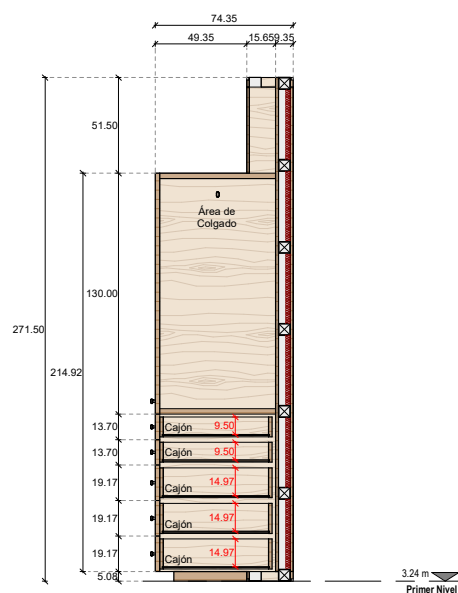 74.35
49.35
15.65
9.35
51.50
Área de
Colgado
130.00
271.50
214.92
13.70
Cajón
9.50
13.70
Cajón
9.50
19.17
Cajón
14.97
19.17
Cajón
14.97
19.17
Cajón
14.97
5.08
3.24 m
Primer Nivel